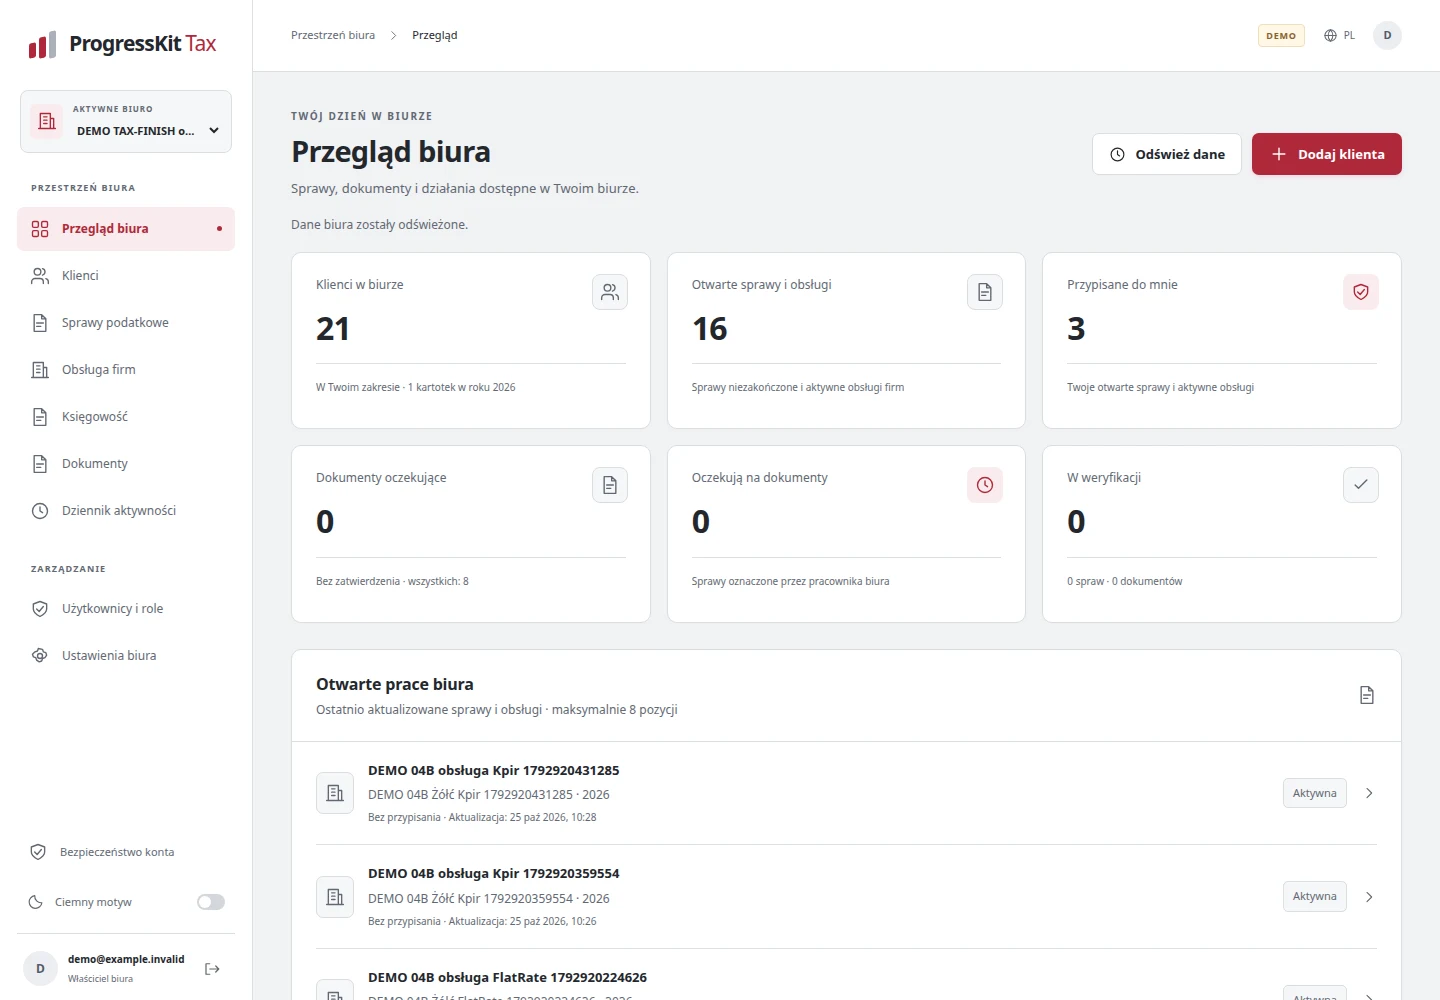 ProgressKit Tax
AKTYWNE BIURO
DEMO TAX-FINISH o...
PRZESTRZEŃ BIURA
Przegląd biura
Klienci
Sprawy podatkowe
Obsługa firm
Księgowość
Dokumenty
Dziennik aktywności
ZARZĄDZANIE
Użytkownicy i role
Ustawienia biura
Bezpieczeństwo konta
Ciemny motyw
D
demo@example.invalid
Właściciel biura
Przestrzeń biura
Przegląd
DEMO
PL
D
TWÓJ DZIEŃ W BIURZE
Przegląd biura
Sprawy, dokumenty i działania dostępne w Twoim biurze.
Odśwież dane
Dodaj klienta
Dane biura zostały odświeżone.
Klienci w biurze
21
W Twoim zakresie · 1 kartotek w roku 2026
Otwarte sprawy i obsługi
16
Sprawy niezakończone i aktywne obsługi firm
Przypisane do mnie
3
Twoje otwarte sprawy i aktywne obsługi
Dokumenty oczekujące
0
Bez zatwierdzenia · wszystkich: 8
Oczekują na dokumenty
0
Sprawy oznaczone przez pracownika biura
W weryfikacji
0
0 spraw · 0 dokumentów
Otwarte prace biura
Ostatnio aktualizowane sprawy i obsługi · maksymalnie 8 pozycji
DEMO 04B obsługa Kpir 1792920431285
DEMO 04B Żółć Kpir 1792920431285 · 2026
Bez przypisania · Aktualizacja: 25 paź 2026, 10:28
Aktywna
DEMO 04B obsługa Kpir 1792920359554
DEMO 04B Żółć Kpir 1792920359554 · 2026
Bez przypisania · Aktualizacja: 25 paź 2026, 10:26
Aktywna
DEMO 04B obsługa FlatRate 1792920224626
DEMO 04B Żółć FlatRate 1792920224626 · 2026
Aktywna